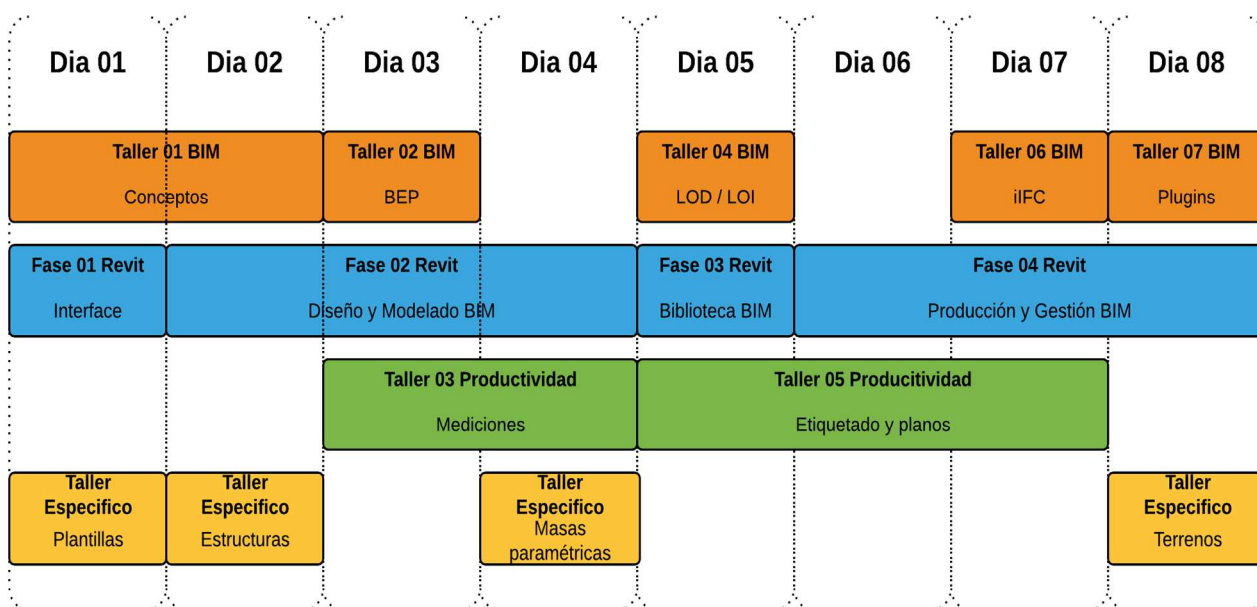 Dia 01
Dia 02
Dia 03
Dia 04
Dia 05
Dia 06
Dia 07
Dia 08
Taller 01 BIM
Conceptos
Taller 02 BIM
BEP
Taller 04 BIM
LOD / LOI
Taller 06 BIM
iIFC
Taller 07 BIM
Plugins
Fase 01 Revit
Interface
Fase 02 Revit
Diseño y Modelado BIM
Fase 03 Revit
Biblioteca BIM
Fase 04 Revit
Producción y Gestión BIM
Taller 03 Productividad
Mediciones
Taller 05 Producitividad
Etiquetado y planos
Taller
Especifico
Plantillas
Taller
Especifico
Estructuras
Taller
Especifico
Masas
paramétricas
Taller
Especifico
Terrenos